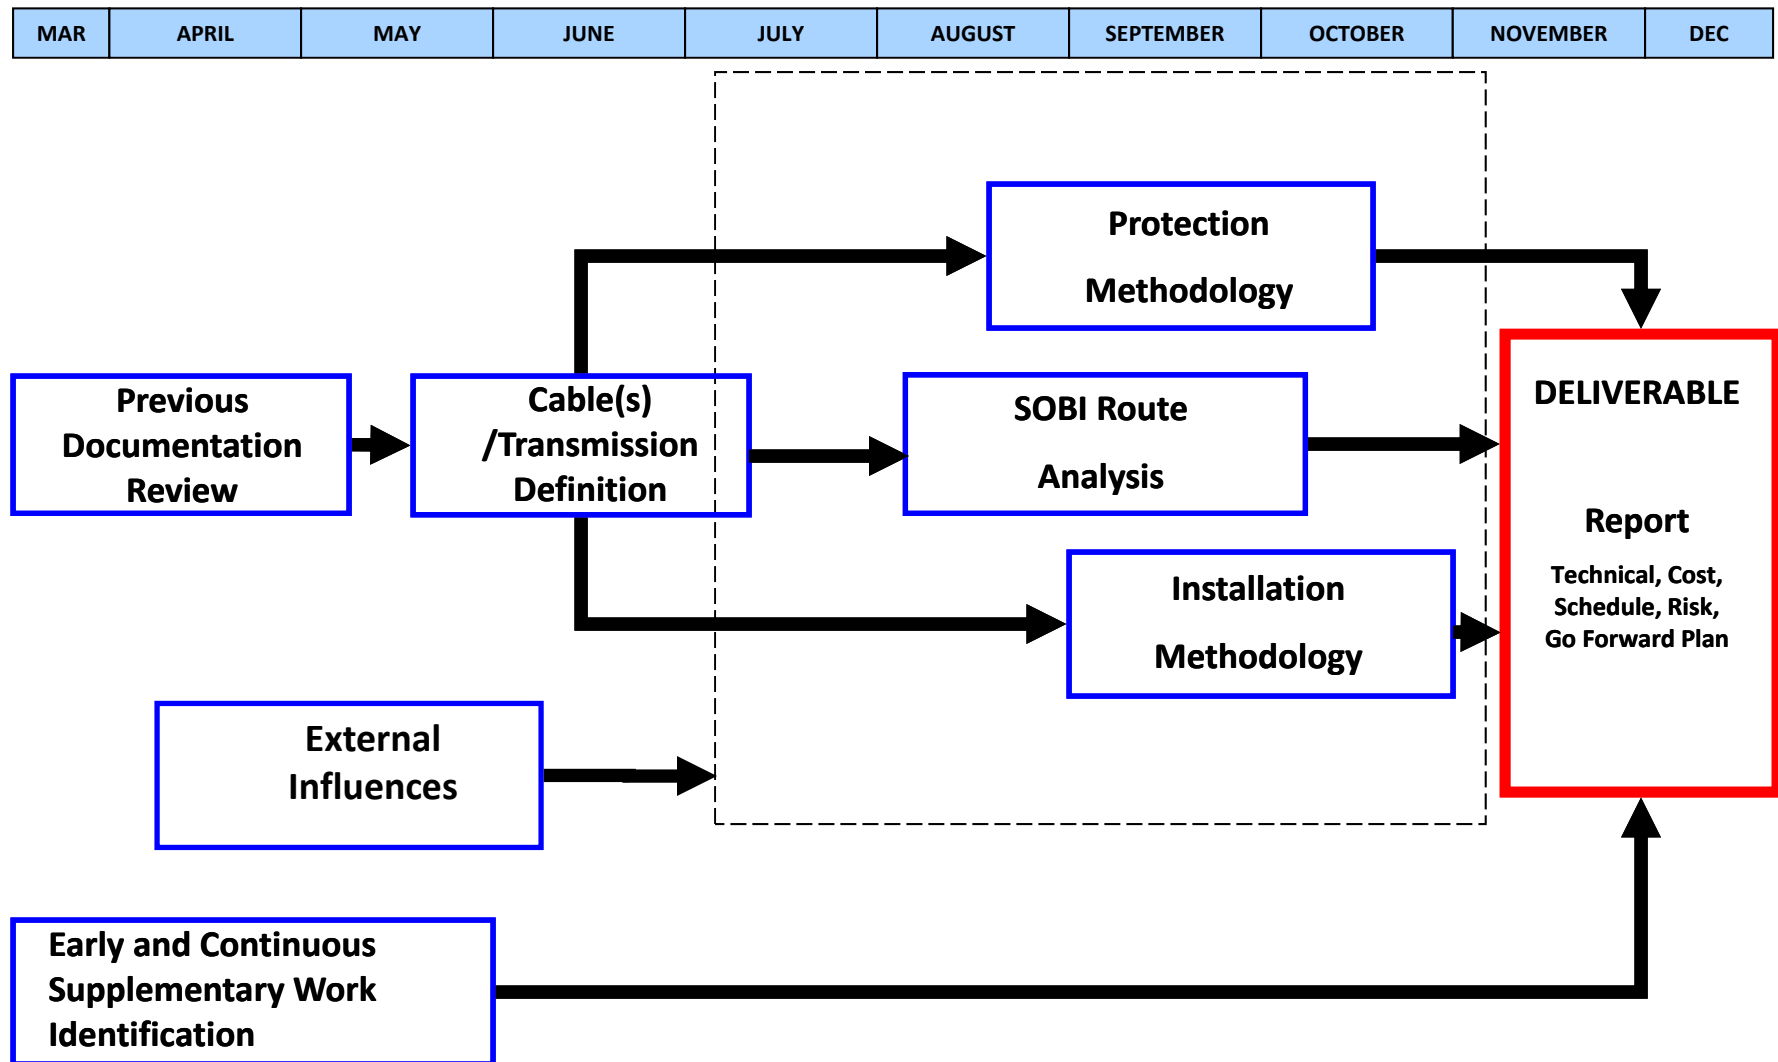 MAR APRIL MAY JUNE JULY AUGUST SEPTEMBER OCTOBER NOVEMBER DEC
Protection
Methodology
Previous
Documentation
Review
Cable(s)
/Transmission
Definition
SOBI Route
Analysis
Installation
Methodology
DELIVERABLE
Report
Technical, Cost,
Schedule, Risk,
Go Forward Plan
External
Influences
Early and Continuous
Supplementary Work
Identification